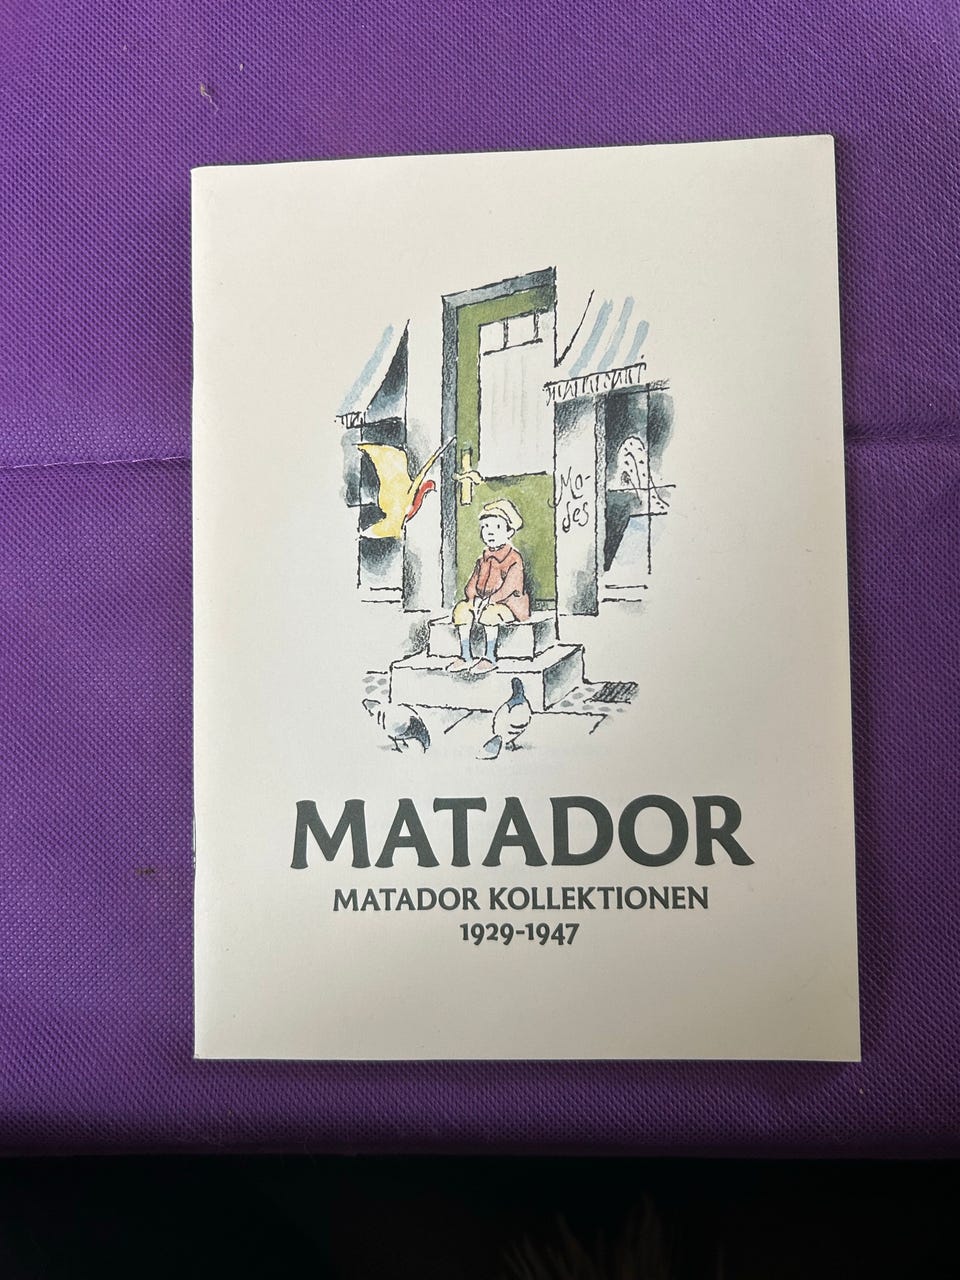 Mo-
des
MATADOR
MATADOR KOLLEKTIONEN
1929-1947